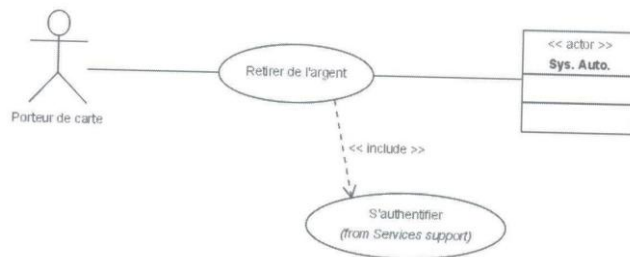 Porteur de carte
Retirer de l'argent
<< actor >>
Sys. Auto.
<< include >>
S'authentifier
(from Services support)